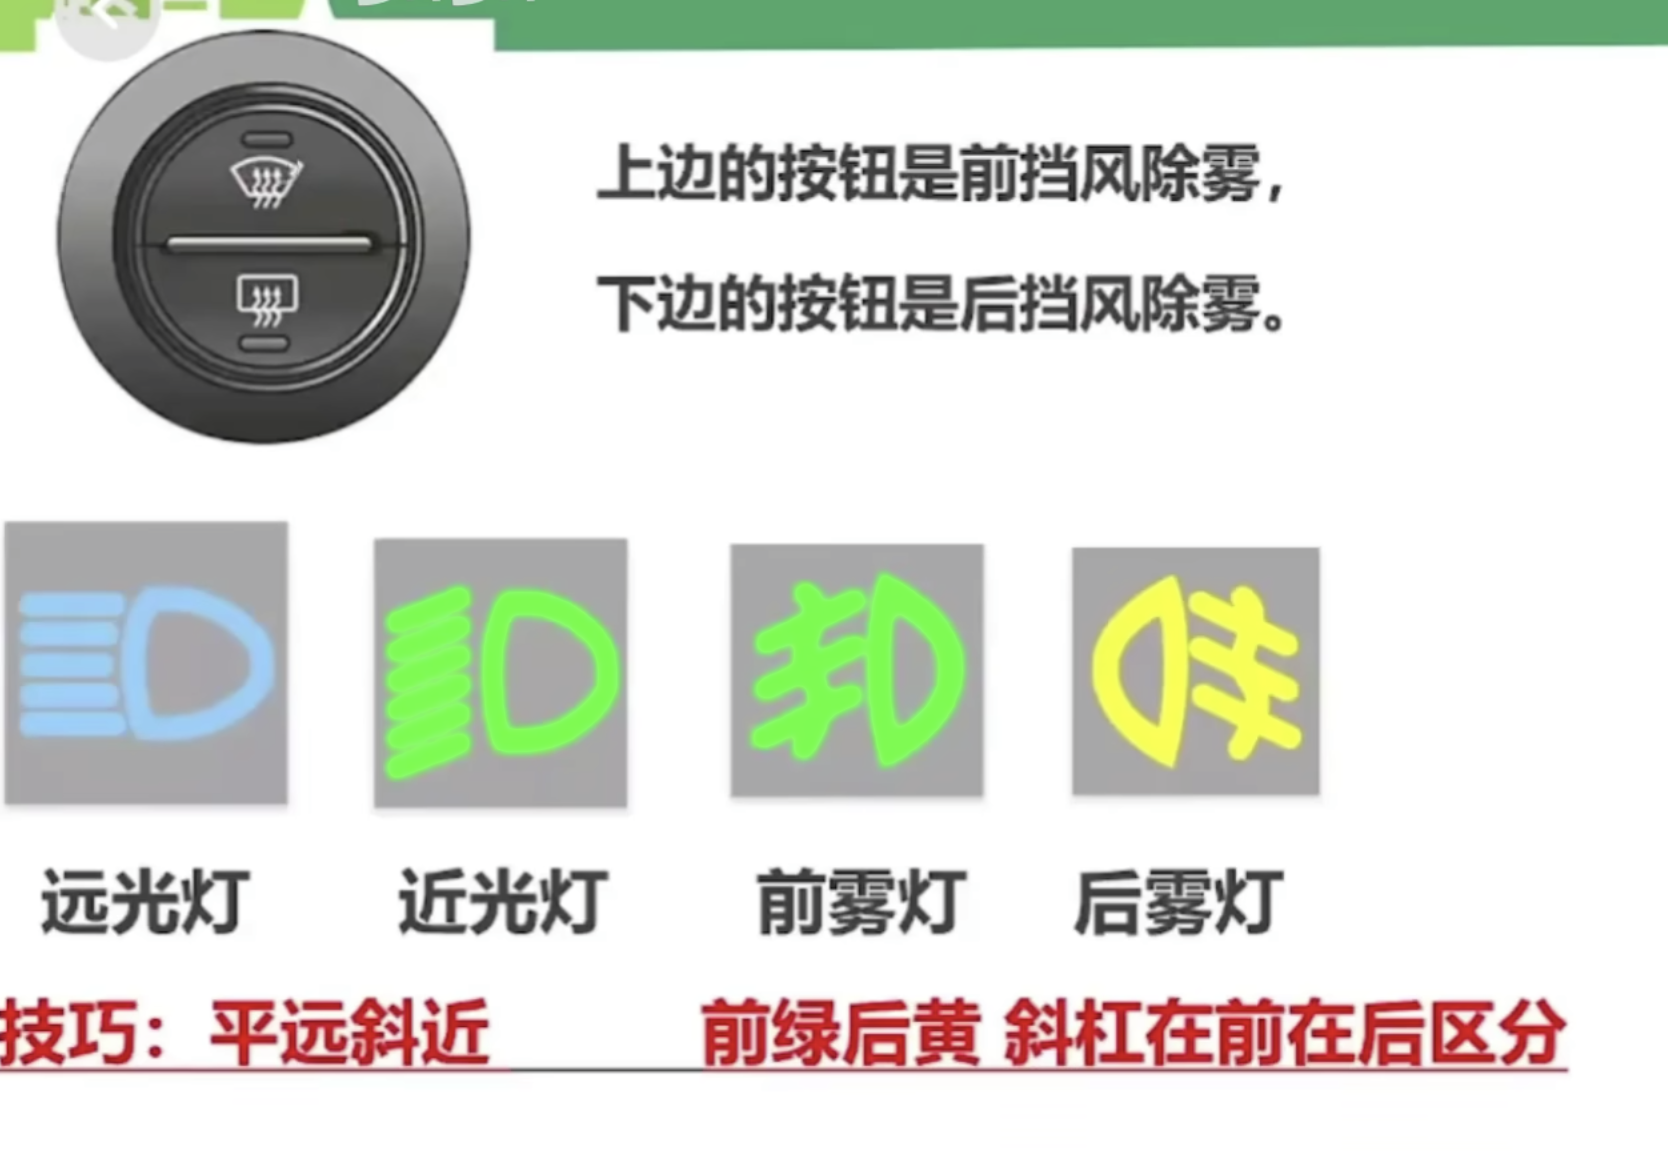 上边的按钮是前挡风除雾，
下边的按钮是后挡风除雾。
远光灯 近光灯 前雾灯 后雾灯
技巧：平远斜近 前绿后黄 斜杠在前在后区分